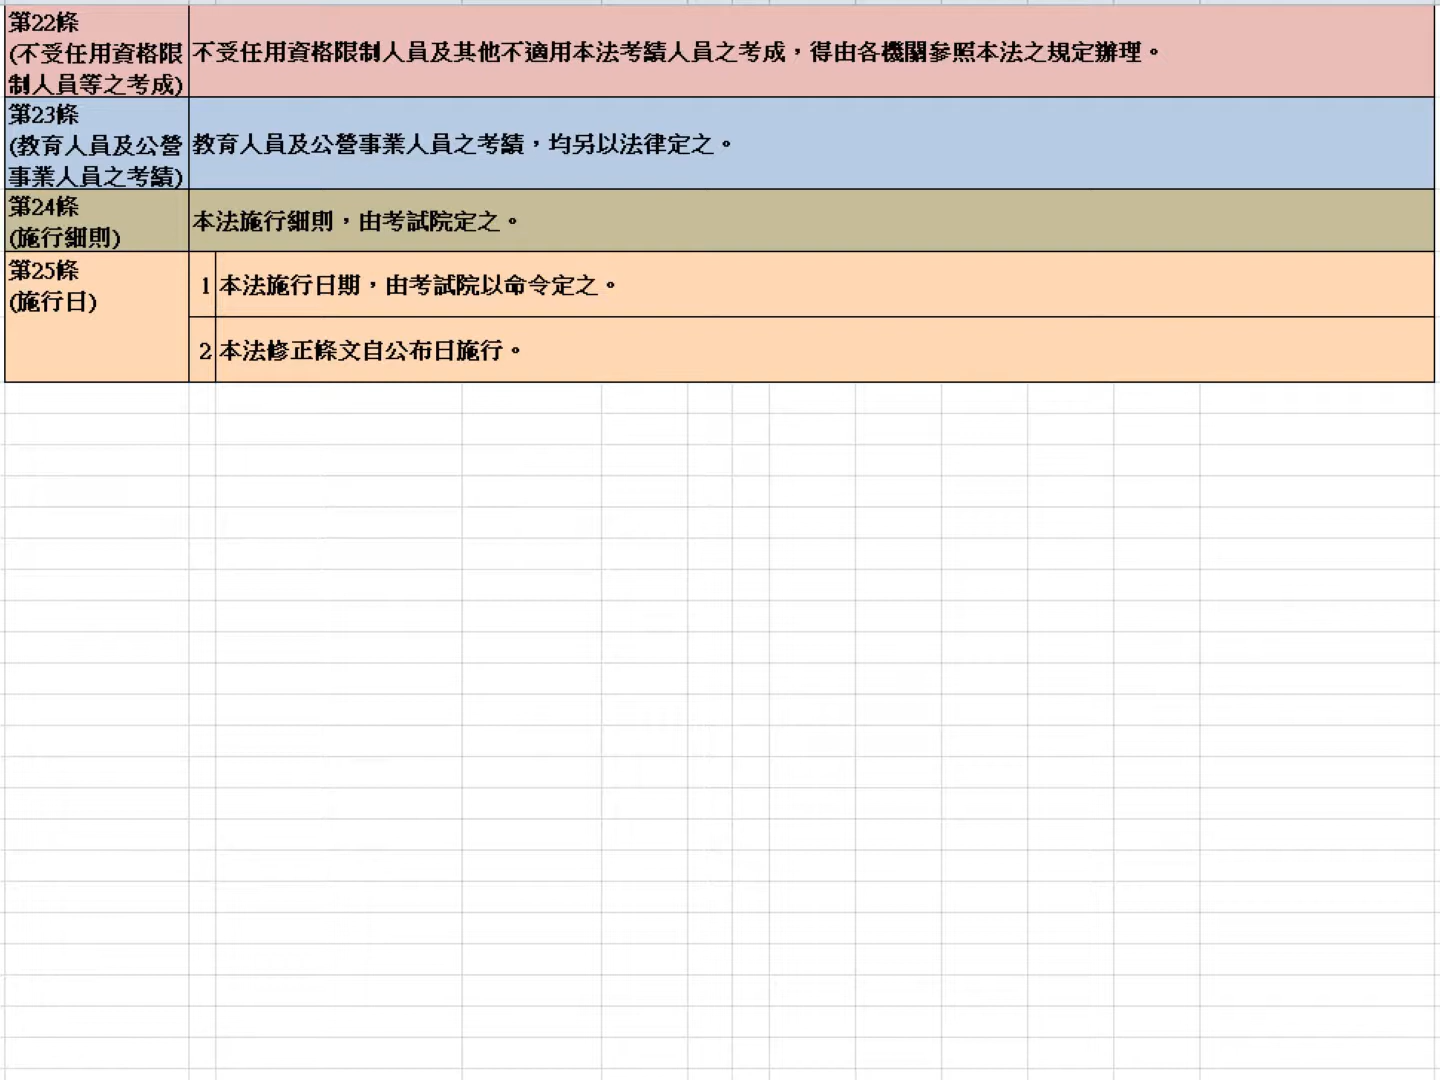 第22條
(不受任用資格限
制人員等之考成)
不受任用資格限制人員及其他不適用本法考績人員之考成，得由各機關參照本法之規定辦理。
第23條
(教育人員及公營
事業人員之考績)
教育人員及公營事業人員之考績，均另以法律定之。
第24條
(施行細則)
本法施行細則，由考試院定之。
第25條
(施行日)
1 本法施行日期，由考試院以命令定之。
2 本法修正條文自公布日施行。